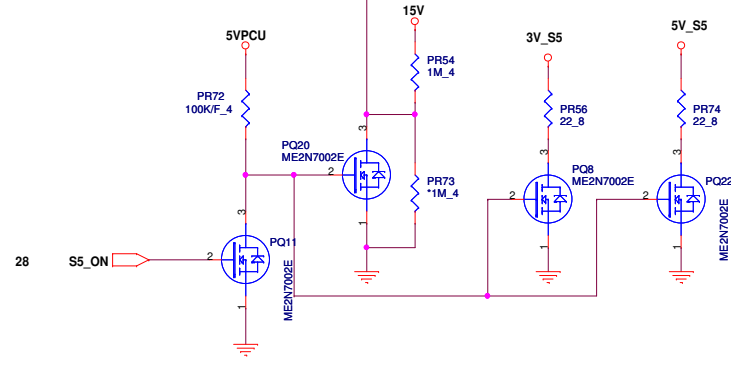 15V
5VPCU
3V_S5
5V_S5
PR54
1M_4
PR72
100K/F_4
PR56
22_8
PR74
22_8
3
PQ20
ME2N7002E
2
3
3
PQ8
ME2N7002E
PQ22
PR73
*1M_4
2
2
3
1
ME2N7002E
PQ11
1
1
28
S5_ON
2
ME2N7002E
1